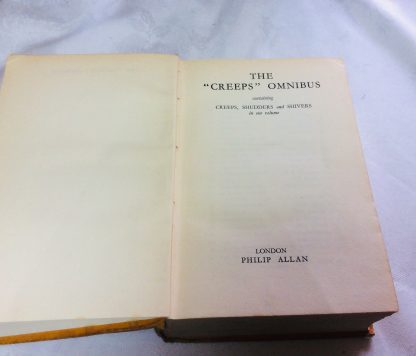 THE
"CREEPS" OMNIBUS
containing
CREEPS, SHUDDERS and SHIVERS
in one volume
LONDON
PHILIP ALLAN